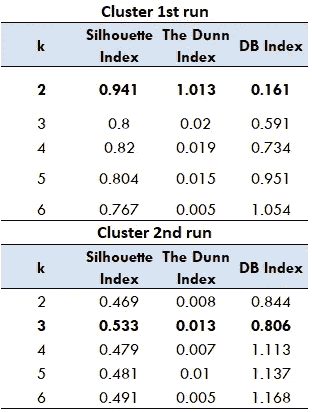 Cluster 1st run
k Silhouette Index The Dunn Index DB Index
2 0.941 1.013 0.161
3 0.8 0.02 0.591
4 0.82 0.019 0.734
5 0.804 0.015 0.951
6 0.767 0.005 1.054
Cluster 2nd run
k Silhouette Index The Dunn Index DB Index
2 0.469 0.008 0.844
3 0.533 0.013 0.806
4 0.479 0.007 1.113
5 0.481 0.01 1.137
6 0.491 0.005 1.168